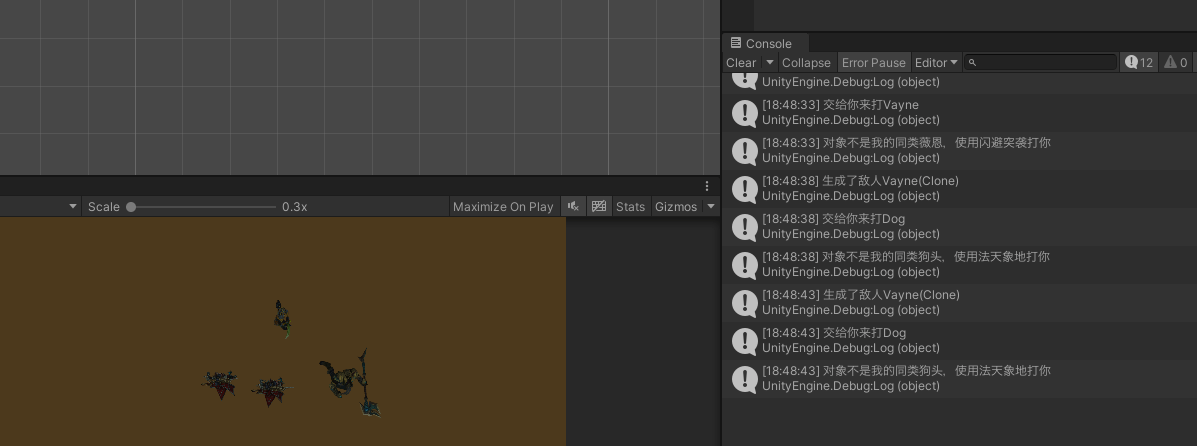 Console
Clear Collapse Error Pause Editor 12 0
UnityEngine.Debug:Log (object)
[18:48:33] 交给你来打Vayne
UnityEngine.Debug:Log (object)
[18:48:33] 对象不是我的同类薇恩，使用闪避突袭打你
UnityEngine.Debug:Log (object)
[18:48:38] 生成了敌人Vayne(Clone)
UnityEngine.Debug:Log (object)
[18:48:38] 交给你来打Dog
UnityEngine.Debug:Log (object)
[18:48:38] 对象不是我的同类狗头，使用法天象地打你
UnityEngine.Debug:Log (object)
[18:48:43] 生成了敌人Vayne(Clone)
UnityEngine.Debug:Log (object)
[18:48:43] 交给你来打Dog
UnityEngine.Debug:Log (object)
[18:48:43] 对象不是我的同类狗头，使用法天象地打你
UnityEngine.Debug:Log (object)
Scale 0.3x Maximize On Play Stats Gizmos